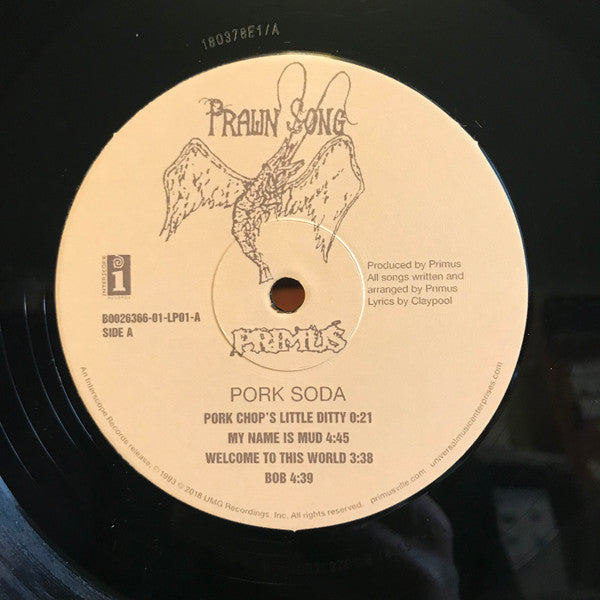 180378E1/A
PRAWN SONG
INTERSCOPE
i
RECORDS
Produced by Primus
All songs written and
arranged by Primus
Lyrics by Claypool
B0026366-01-LP01-A
SIDE A
PRIMUS
PORK SODA
PORK CHOP'S LITTLE DITTY 0:21
MY NAME IS MUD 4:45
WELCOME TO THIS WORLD 3:38
BOB 4:39
An Interscope Records release. ℗ 1993 © 2018 UMG Recordings, Inc. All rights reserved. primusville.com universalmusicenterprises.com